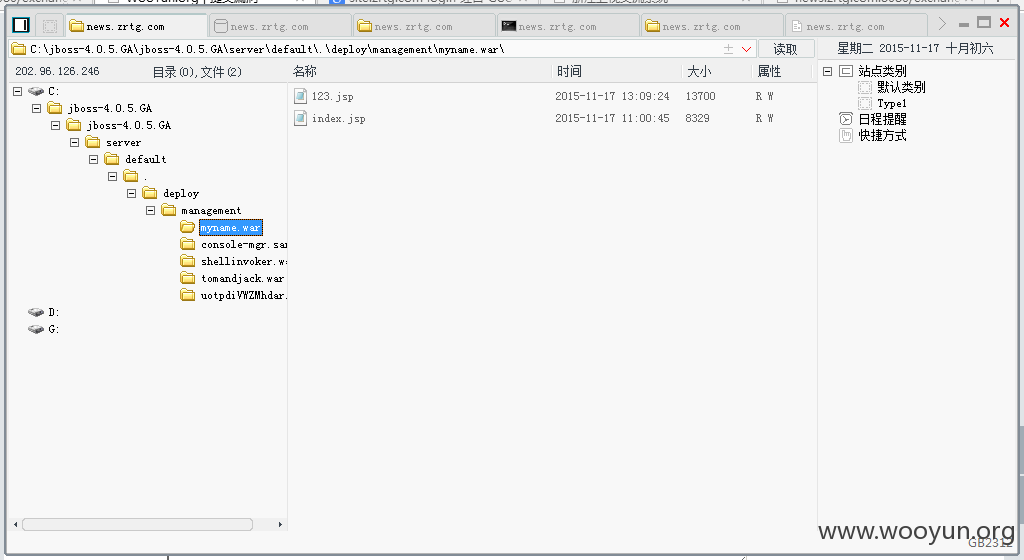 news.zrtg.com
news.zrtg.com
news.zrtg.com
news.zrtg.com
news.zrtg.com
news.zrtg.com
C:\jboss-4.0.5.GA\jboss-4.0.5.GA\server\default\.\deploy\management\myname.war\
读取
星期二 2015-11-17 十月初六
202.96.126.246
目录(0),文件(2)
名称
时间
大小
属性
C:
jboss-4.0.5.GA
jboss-4.0.5.GA
server
default
.
deploy
management
myname.war
console-mgr.sar
shellinvoker.wa
tomandjack.war
uotpdiVWZMhdar.
D:
G:
123.jsp 2015-11-17 13:09:24 13700 R W
index.jsp 2015-11-17 11:00:45 8329 R W
站点类别
默认类别
Type1
日程提醒
快捷方式
www.wooyun.org
GB2312